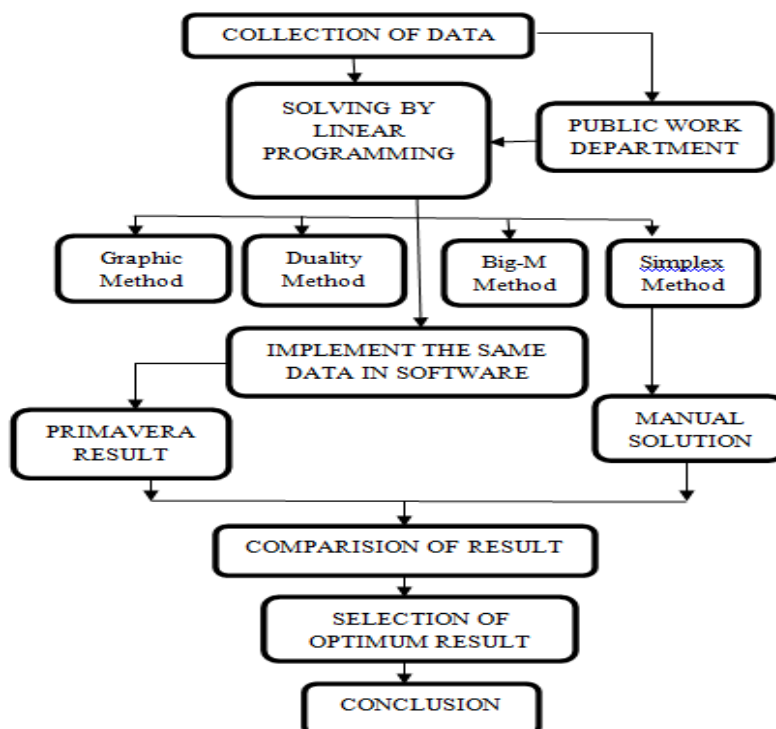 COLLECTION OF DATA
SOLVING BY
LINEAR
PROGRAMMING
PUBLIC WORK
DEPARTMENT
Graphic
Method
Duality
Method
Big-M
Method
Simplex
Method
IMPLEMENT THE SAME
DATA IN SOFTWARE
PRIMAVERA
RESULT
MANUAL
SOLUTION
COMPARISION OF RESULT
SELECTION OF
OPTIMUM RESULT
CONCLUSION